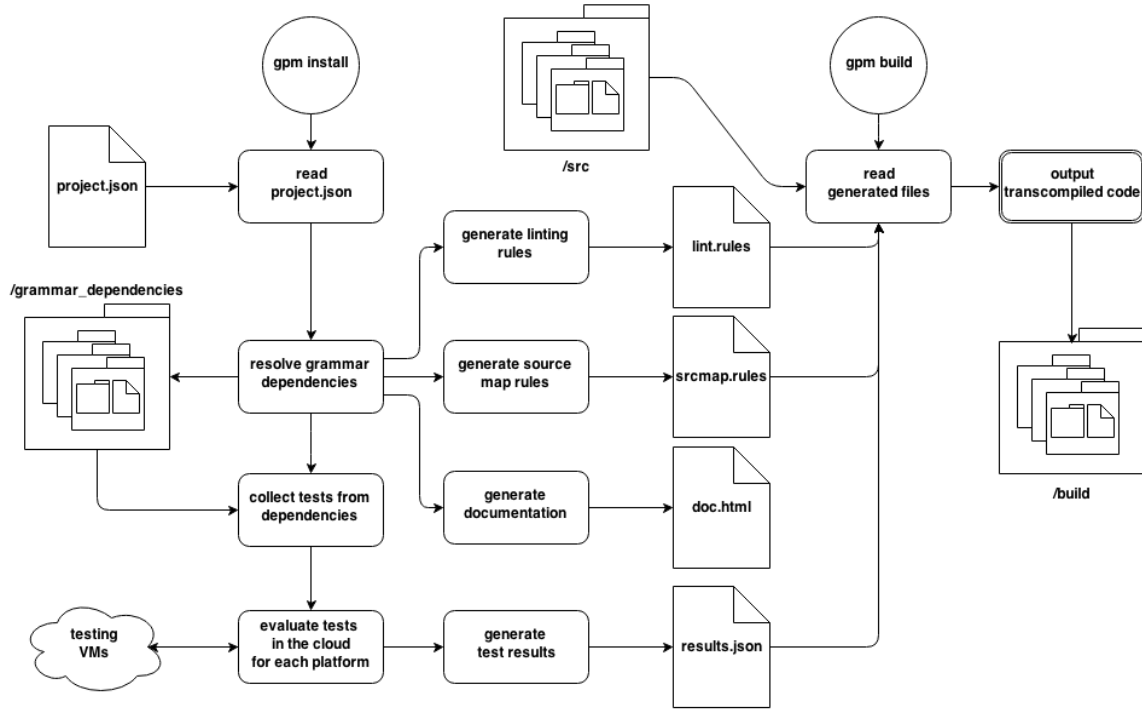 gpm install
gpm build
/src
project.json
read
project.json
read
generated files
output
transcompiled code
generate linting
rules
lint.rules
/grammar_dependencies
resolve grammar
dependencies
generate source
map rules
srcmap.rules
/build
collect tests from
dependencies
generate
documentation
doc.html
testing
VMs
evaluate tests
in the cloud
for each platform
generate
test results
results.json